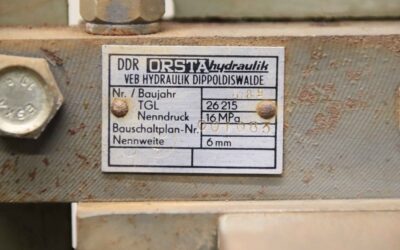 DDR ORSTA hydraulik
VEB HYDRAULIK DIPPOLDISWALDE
Nr. / Baujahr
TGL 26 215
Nenndruck 16 MPa
Bauschaltplan-Nr.
Nennweite 6 mm